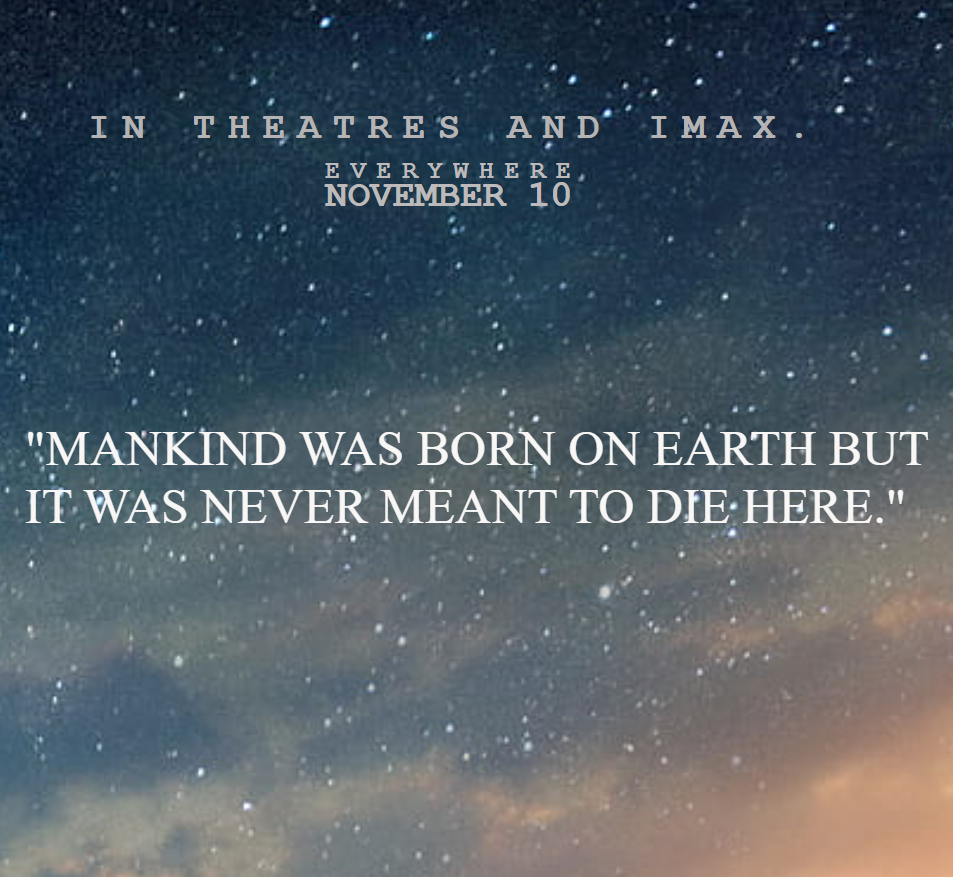 IN THEATRES AND IMAX.
EVERYWHERE
NOVEMBER 10
"MANKIND WAS BORN ON EARTH BUT
IT WAS NEVER MEANT TO DIE HERE."